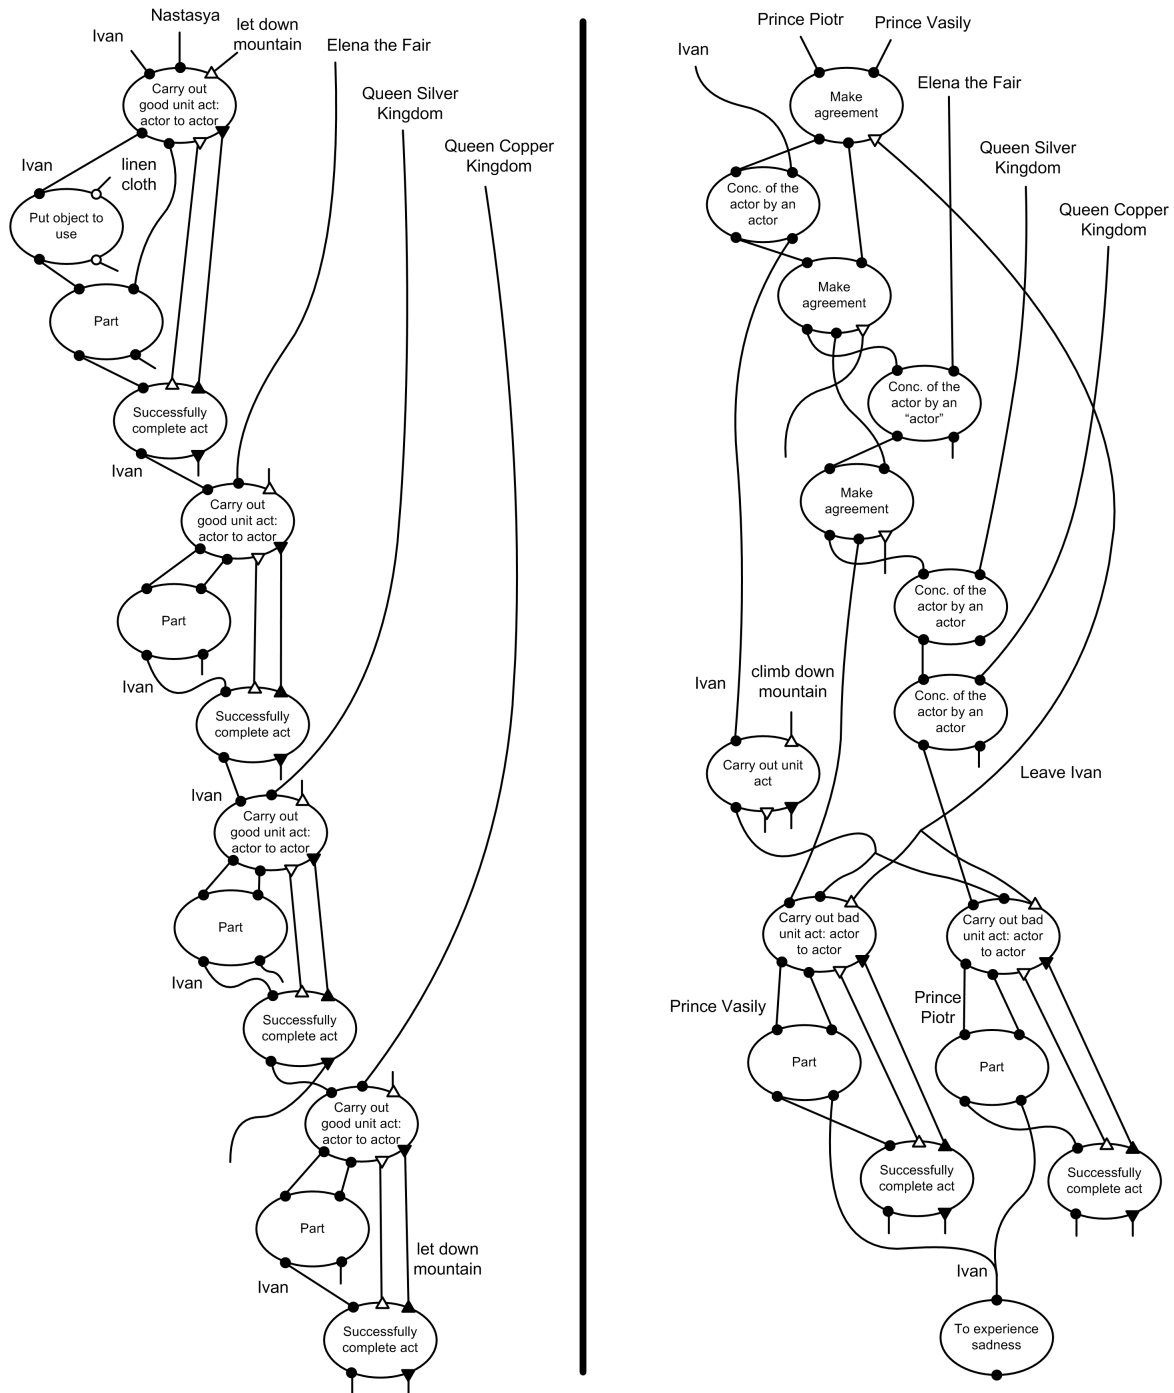 Nastasya
Ivan
let down
mountain
Elena the Fair
Carry out
good unit act:
actor to actor
Queen Silver
Kingdom
Queen Copper
Kingdom
Ivan
linen
cloth
Put object to
use
Part
Successfully
complete act
Ivan
Carry out
good unit act:
actor to actor
Part
Ivan
Successfully
complete act
Ivan
Carry out
good unit act:
actor to actor
Part
Ivan
Successfully
complete act
Carry out
good unit act:
actor to actor
Part
let down
mountain
Ivan
Successfully
complete act
Prince Piotr
Prince Vasily
Ivan
Make
agreement
Elena the Fair
Queen Silver
Kingdom
Conc. of the
actor by an
actor
Queen Copper
Kingdom
Make
agreement
Conc. of the
actor by an
“actor”
Make
agreement
Conc. of the
actor by an
actor
Ivan
climb down
mountain
Conc. of the
actor by an
actor
Carry out unit
act
Leave Ivan
Carry out bad
unit act: actor
to actor
Carry out bad
unit act: actor
to actor
Prince Vasily
Prince
Piotr
Part
Part
Successfully
complete act
Successfully
complete act
Ivan
To experience
sadness